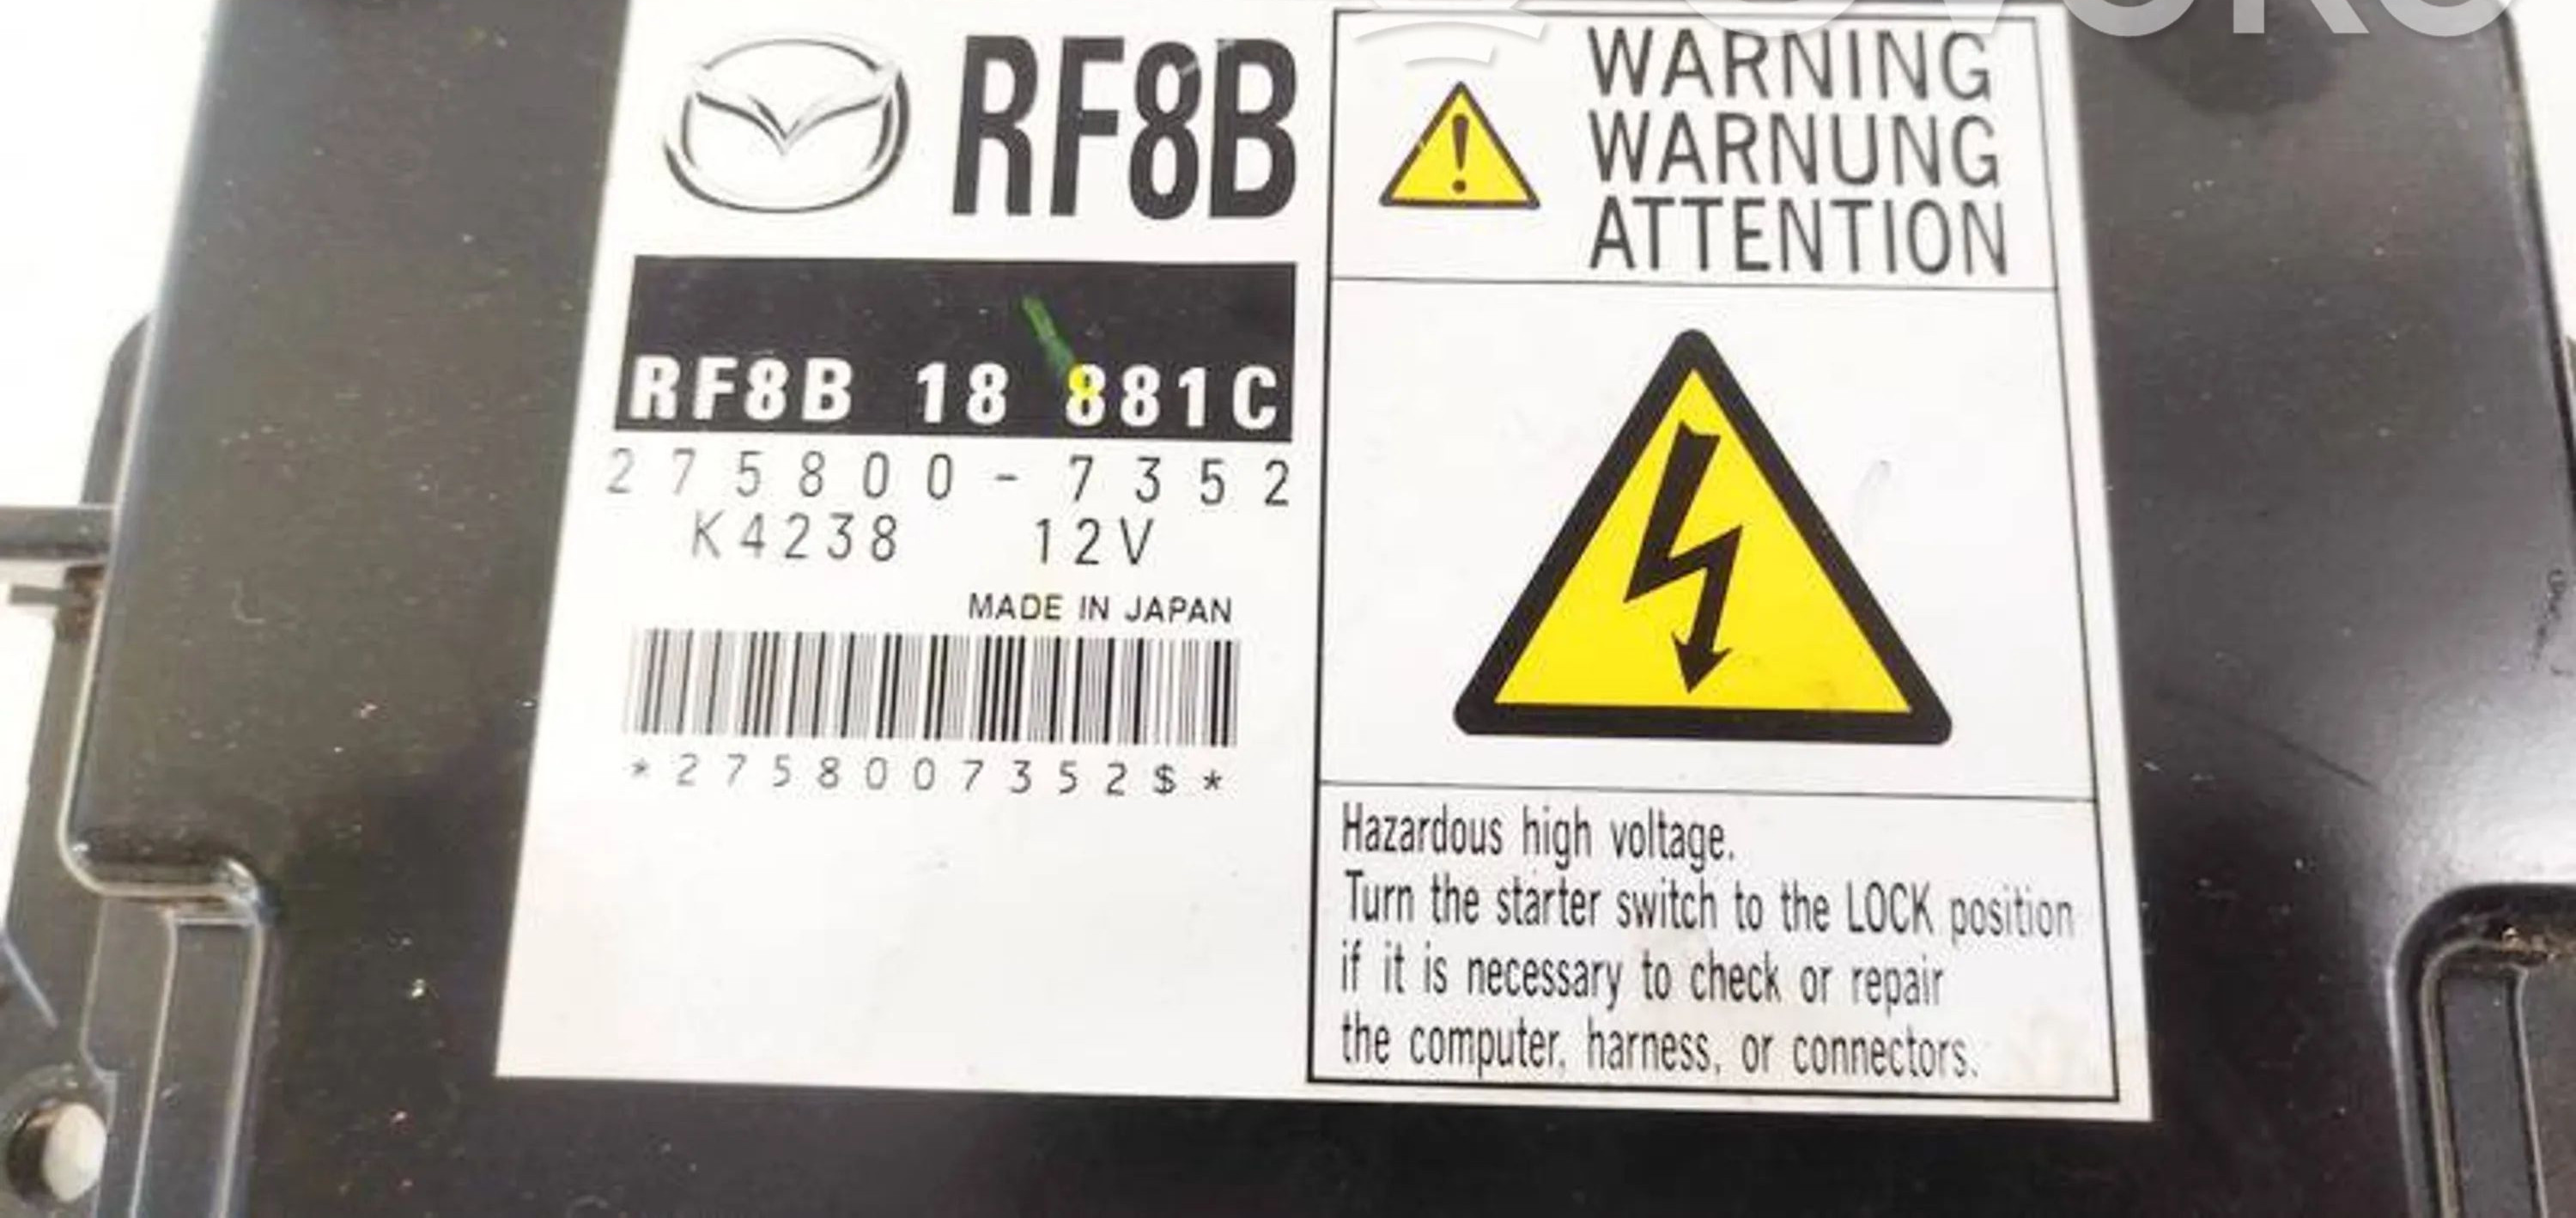 RF8B
RF8B 18 881C
275800-7352
K4238 12V
MADE IN JAPAN
*2758007352$*
WARNING
WARNUNG
ATTENTION
Hazardous high voltage.
Turn the starter switch to the LOCK position
if it is necessary to check or repair
the computer, harness, or connectors.